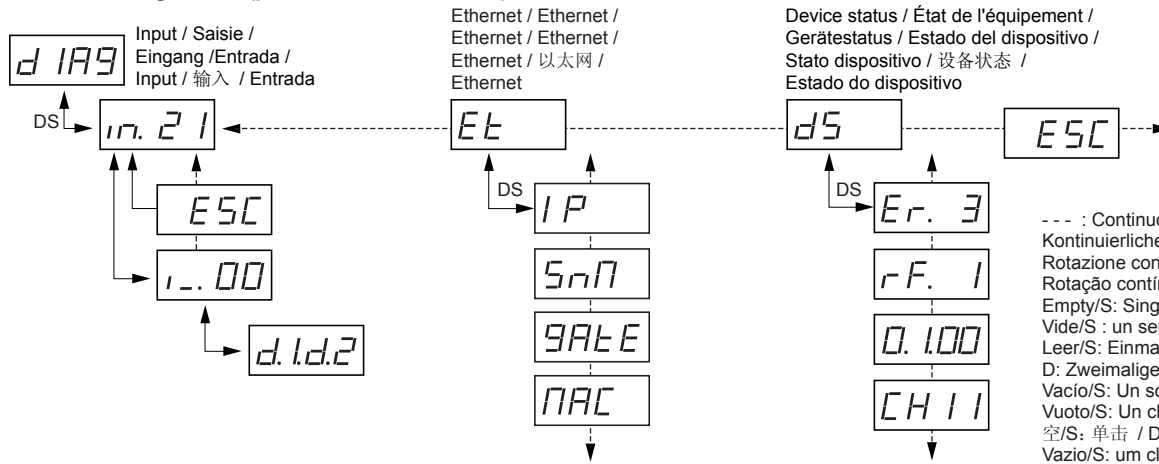 Input / Saisie /
Eingang /Entrada /
Input / 输入 / Entrada
Ethernet / Ethernet /
Ethernet / Ethernet /
Ethernet / 以太网 /
Ethernet
Device status / État de l'équipement /
Gerätestatus / Estado del dispositivo /
Stato dispositivo / 设备状态 /
Estado do dispositivo
d IAg
DS
in. 2 1
Et
dS
ESC
ESC
DS
IP
DS
Er. 3
ı_. 00
SnM
rF. 1
d. 1.d.2
gAtE
0. 1.00
MAC
CH 1 1
- - - : Continuo
Kontinuierliche
Rotazione con
Rotação contín
Empty/S: Sing
Vide/S : un seu
Leer/S: Einma
D: Zweimalige
Vacío/S: Un so
Vuoto/S: Un cl
空/S: 单击 / D
Vazio/S: um cl